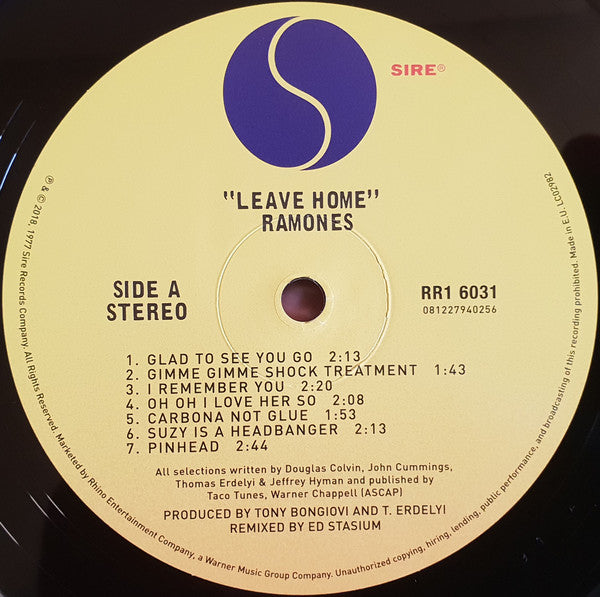 SIRE®
"LEAVE HOME"
RAMONES
SIDE A
STEREO
RR1 6031
081227940256
1. GLAD TO SEE YOU GO 2:13
2. GIMME GIMME SHOCK TREATMENT 1:43
3. I REMEMBER YOU 2:20
4. OH OH I LOVE HER SO 2:08
5. CARBONA NOT GLUE 1:53
6. SUZY IS A HEADBANGER 2:13
7. PINHEAD 2:44
All selections written by Douglas Colvin, John Cummings,
Thomas Erdelyi & Jeffrey Hyman and published by
Taco Tunes, Warner Chappell (ASCAP)
PRODUCED BY TONY BONGIOVI AND T. ERDELYI
REMIXED BY ED STASIUM
℗ & © 2018, 1977 Sire Records Company. All Rights Reserved. Marketed by Rhino Entertainment Company, a Warner Music Group Company. Unauthorized copying, hiring, lending, public performance, and broadcasting of this recording prohibited. Made in E.U. LC02982